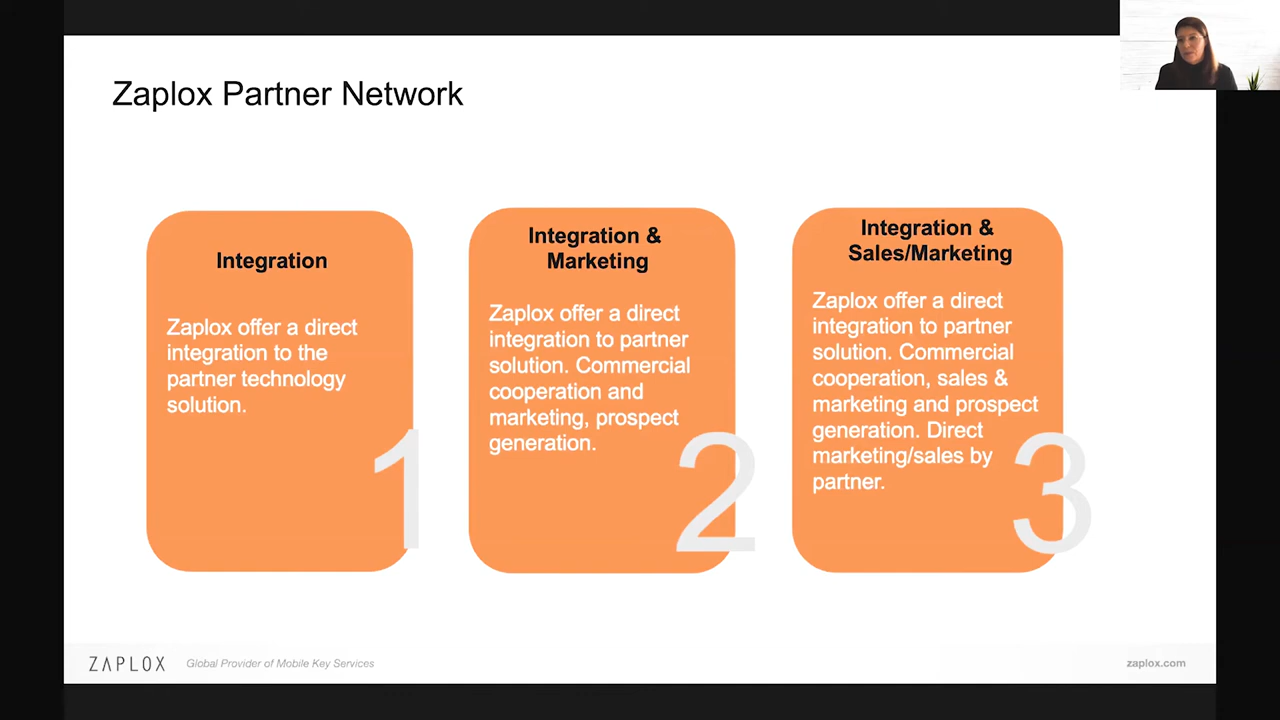 Zaplox Partner Network
Integration
Zaplox offer a direct
integration to the
partner technology
solution.
1
Integration &
Marketing
Zaplox offer a direct
integration to partner
solution. Commercial
cooperation and
marketing, prospect
generation.
2
Integration &
Sales/Marketing
Zaplox offer a direct
integration to partner
solution. Commercial
cooperation, sales &
marketing and prospect
generation. Direct
marketing/sales by
partner.
3
ZAPLOX
Global Provider of Mobile Key Services
zaplox.com